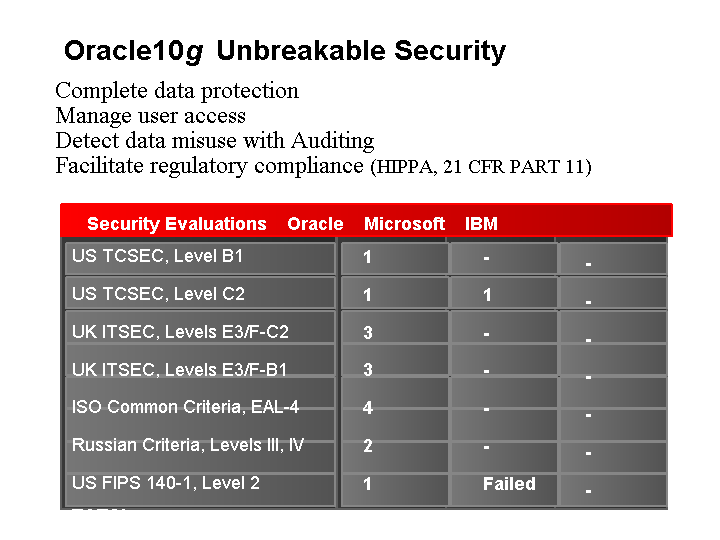 Oracle10g Unbreakable Security
Complete data protection
Manage user access
Detect data misuse with Auditing
Facilitate regulatory compliance (HIPPA, 21 CFR PART 11)
Security Evaluations Oracle Microsoft IBM
US TCSEC, Level B1 1 - -
US TCSEC, Level C2 1 1 -
UK ITSEC, Levels E3/F-C2 3 - -
UK ITSEC, Levels E3/F-B1 3 - -
ISO Common Criteria, EAL-4 4 - -
Russian Criteria, Levels III, IV 2 - -
US FIPS 140-1, Level 2 1 Failed -